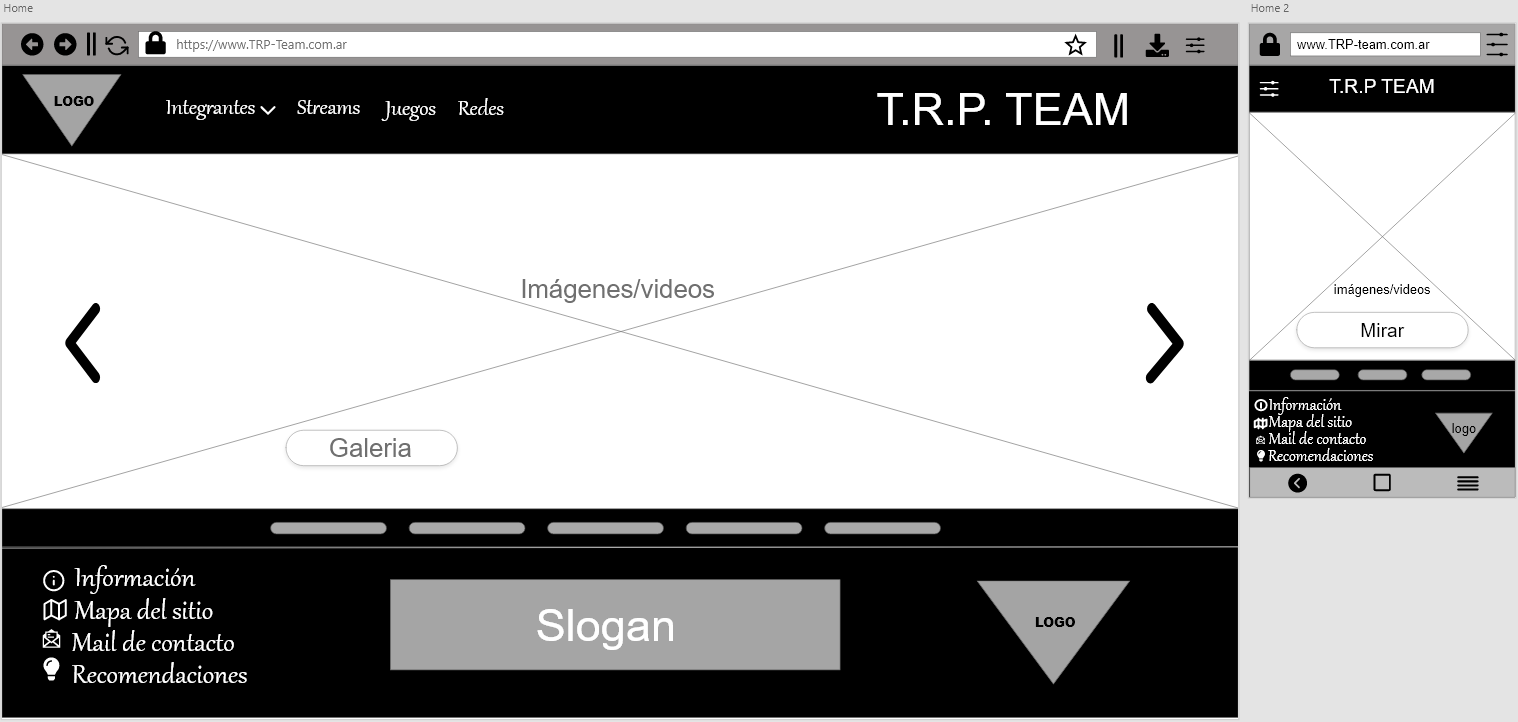 Home
https://www.TRP-Team.com.ar
LOGO
Integrantes
Streams
Juegos
Redes
T.R.P. TEAM
Imágenes/videos
Galeria
Información
Mapa del sitio
Mail de contacto
Recomendaciones
Slogan
LOGO
Home 2
www.TRP-team.com.ar
T.R.P TEAM
imágenes/videos
Mirar
Información
Mapa del sitio
Mail de contacto
Recomendaciones
logo